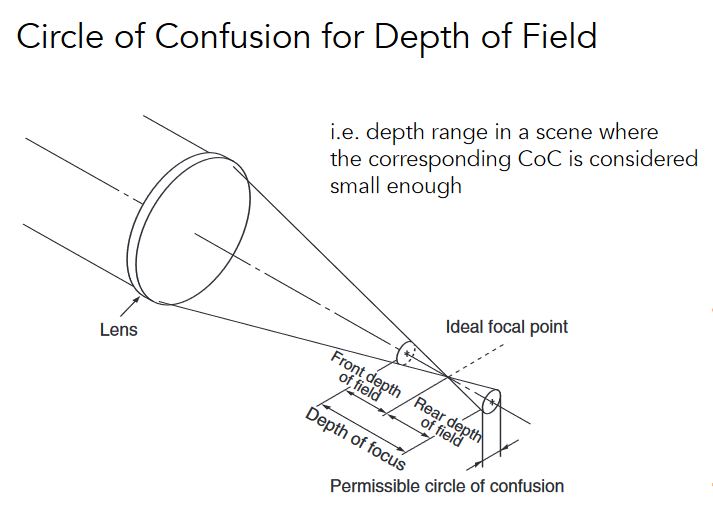 Circle of Confusion for Depth of Field
i.e. depth range in a scene where
the corresponding CoC is considered
small enough
Lens
Ideal focal point
Front depth
of field
Rear depth
of field
Depth of focus
Permissible circle of confusion